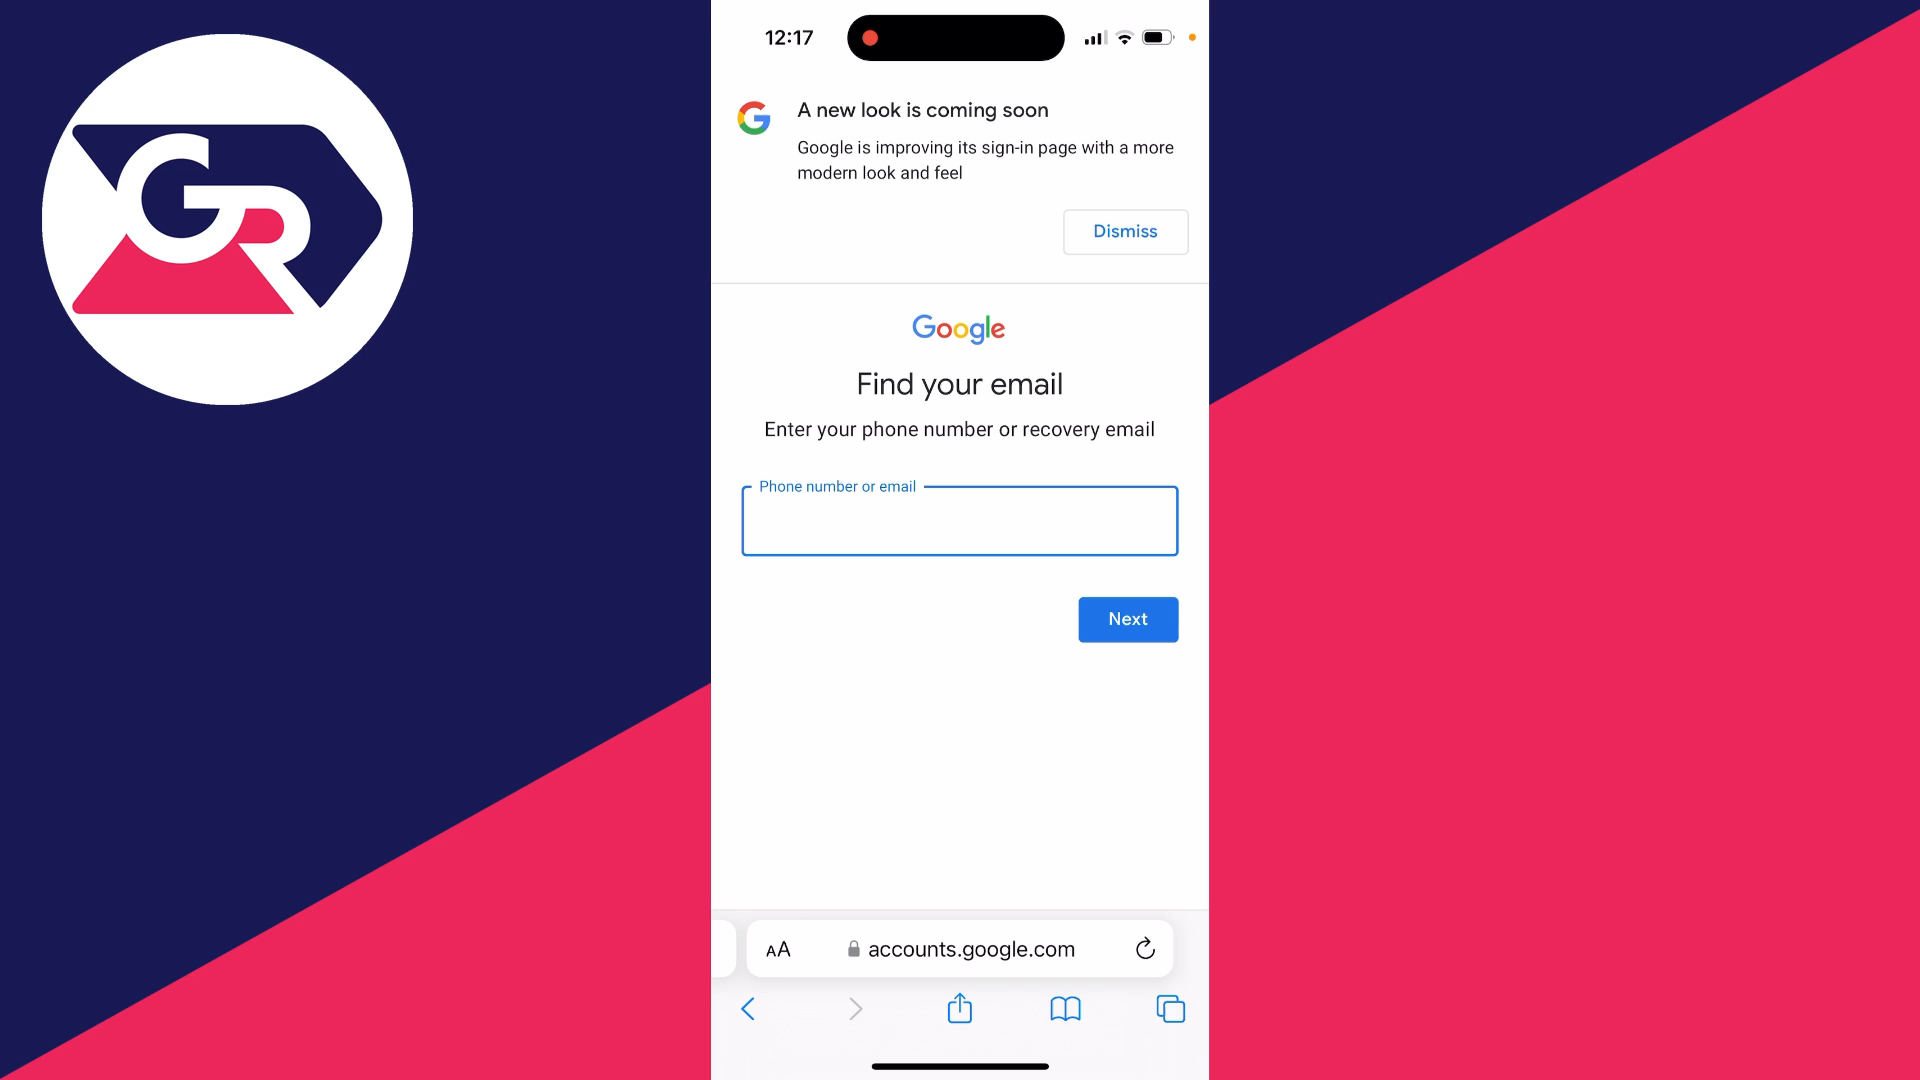 GR
12:17
A new look is coming soon
Google is improving its sign-in page with a more
modern look and feel
Dismiss
Google
Find your email
Enter your phone number or recovery email
Phone number or email
Next
AA
accounts.google.com